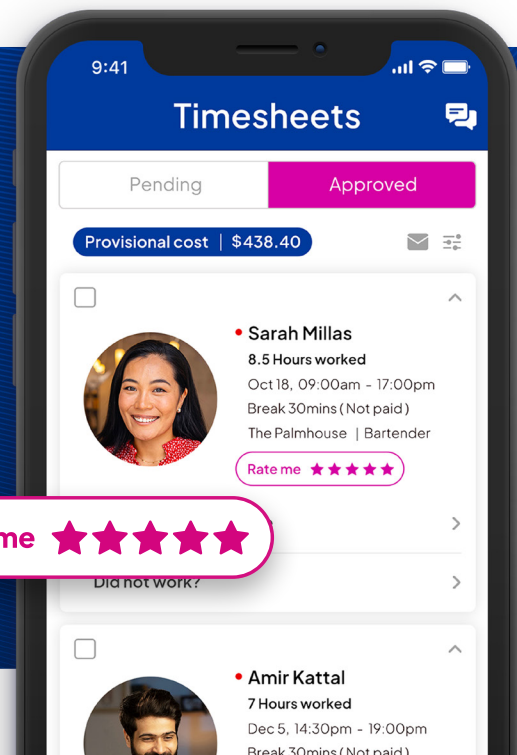 9:41
Timesheets
Pending
Approved
Provisional cost | $438.40
Sarah Millas
8.5 Hours worked
Oct 18, 09:00am - 17:00pm
Break 30mins ( Not paid )
The Palmhouse | Bartender
Rate me
me
Did not work?
Amir Kattal
7 Hours worked
Dec 5, 14:30pm - 19:00pm
Break 30mins ( Not paid )